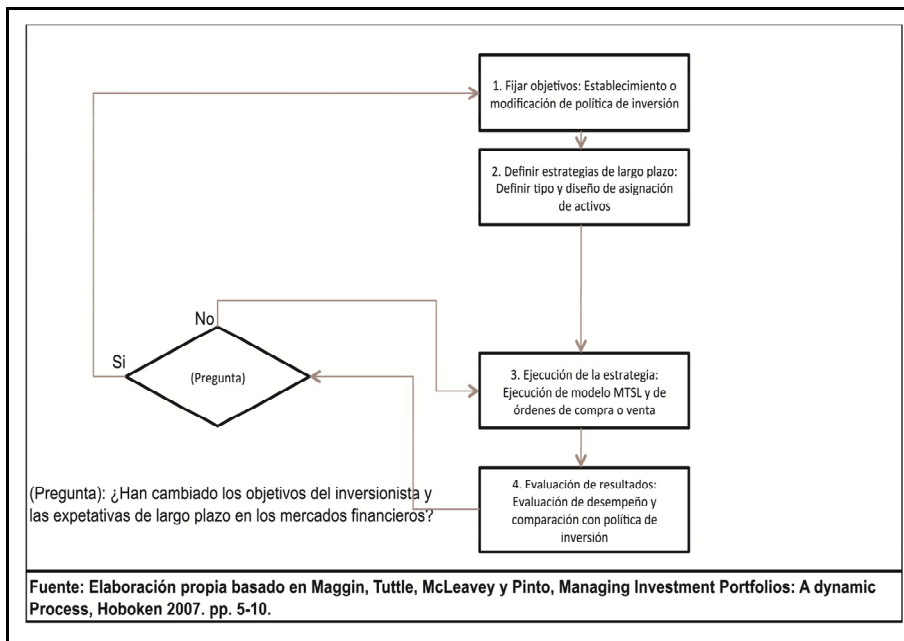 1. Fijar objetivos: Establecimiento o
modificación de política de inversión
2. Definir estrategias de largo plazo:
Definir tipo y diseño de asignación
de activos
No
Si
(Pregunta)
3. Ejecución de la estrategia:
Ejecución de modelo MTSL y de
órdenes de compra o venta
4. Evaluación de resultados:
Evaluación de desempeño y
comparación con política de
inversión
(Pregunta): ¿Han cambiado los objetivos del inversionista y
las expetativas de largo plazo en los mercados financieros?
Fuente: Elaboración propia basado en Maggin, Tuttle, McLeavey y Pinto, Managing Investment Portfolios: A dynamic
Process, Hoboken 2007. pp. 5-10.